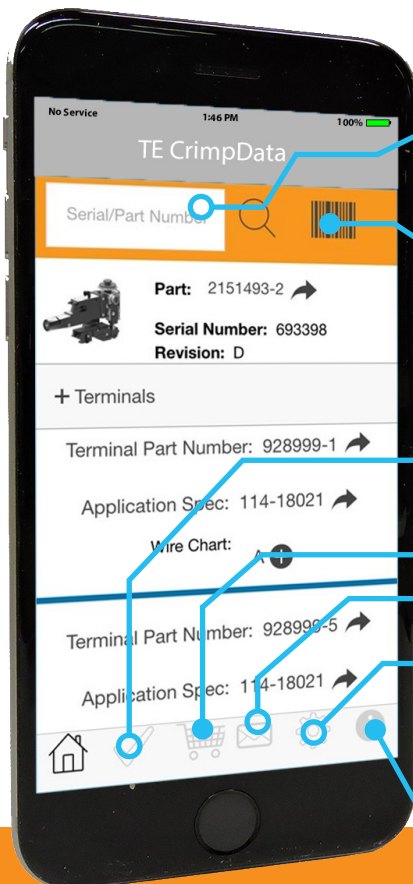 No Service 1:46 PM 100%
TE CrimpData
Serial/Part Number
Part: 2151493-2
Serial Number: 693398
Revision: D
+ Terminals
Terminal Part Number: 928999-1
Application Spec: 114-18021
Wire Chart: A
Terminal Part Number: 928999-5
Application Spec: 114-18021